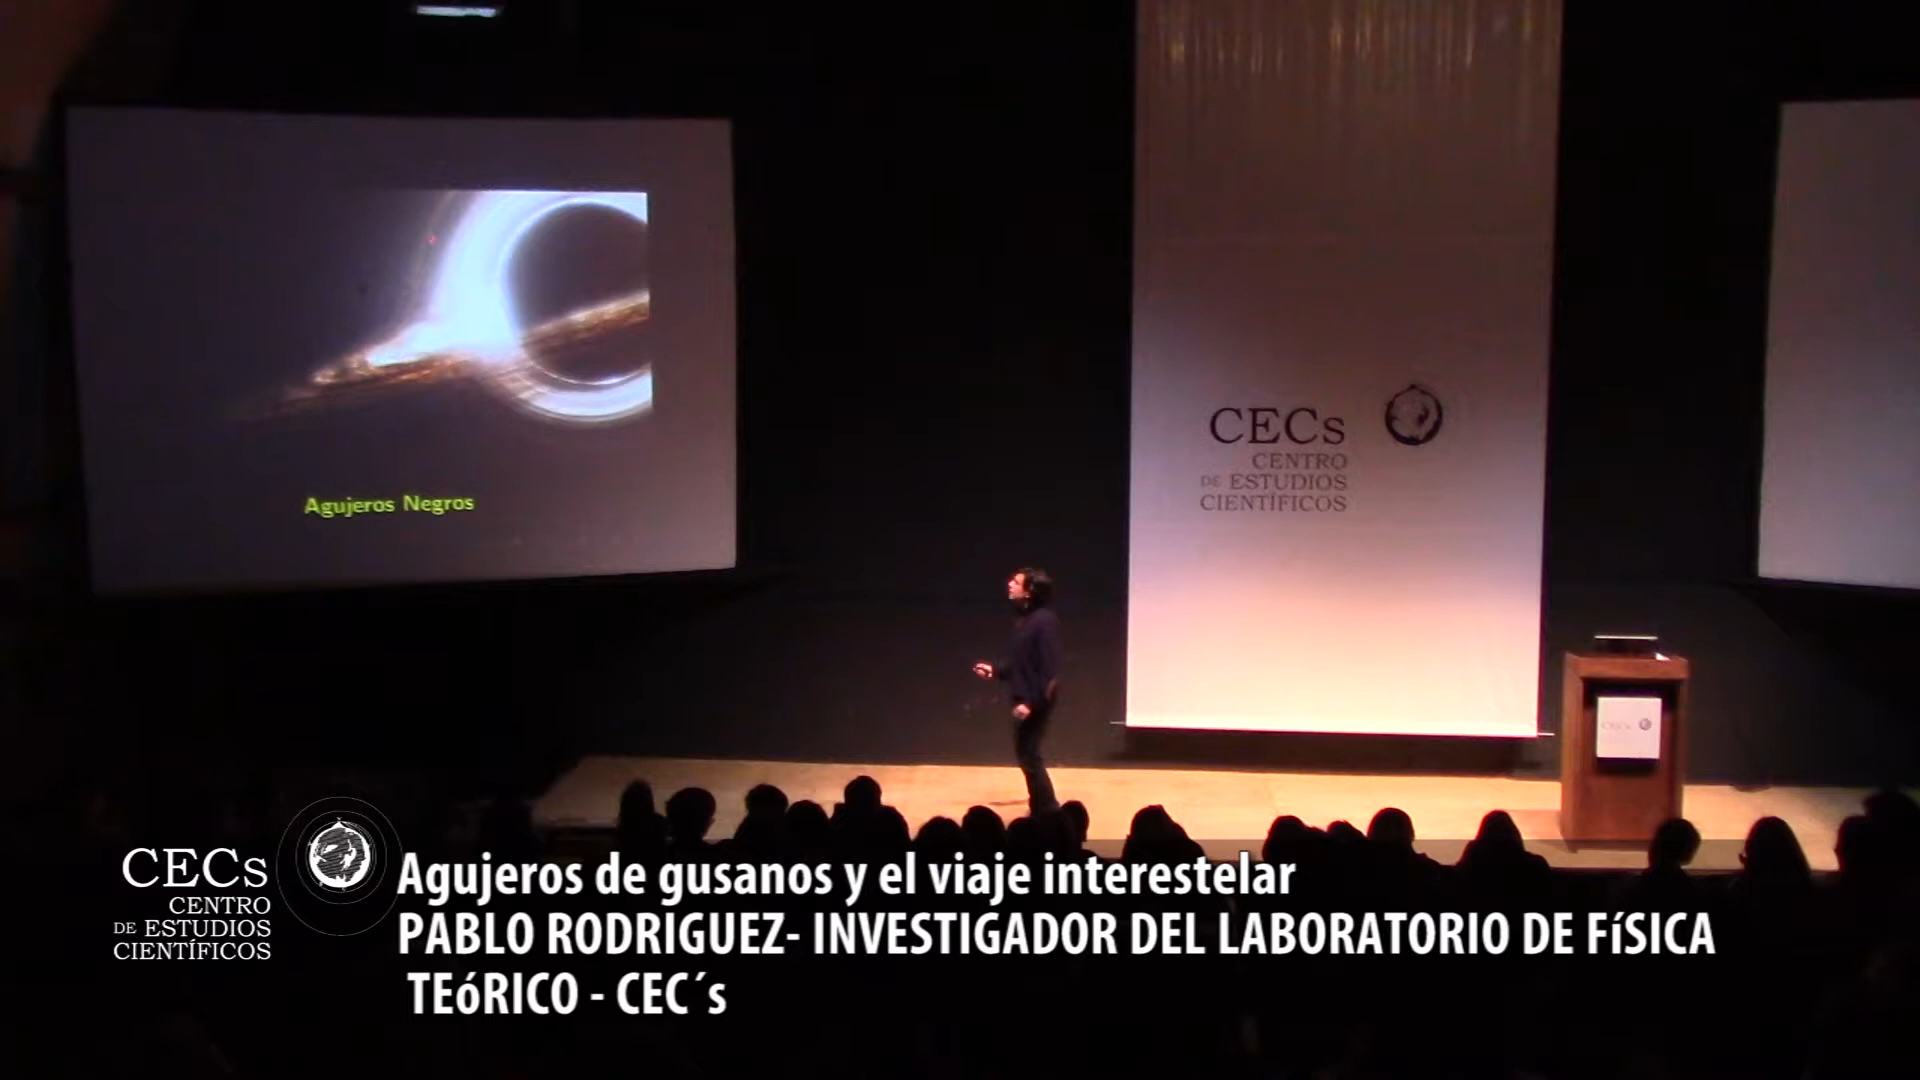 Agujeros Negros
CECs
CENTRO
DE ESTUDIOS
CIENTÍFICOS
CECs
CECs
CENTRO
DE ESTUDIOS
CIENTÍFICOS
Agujeros de gusanos y el viaje interestelar
PABLO RODRIGUEZ- INVESTIGADOR DEL LABORATORIO DE FíSICA
TEóRICO - CEC´s